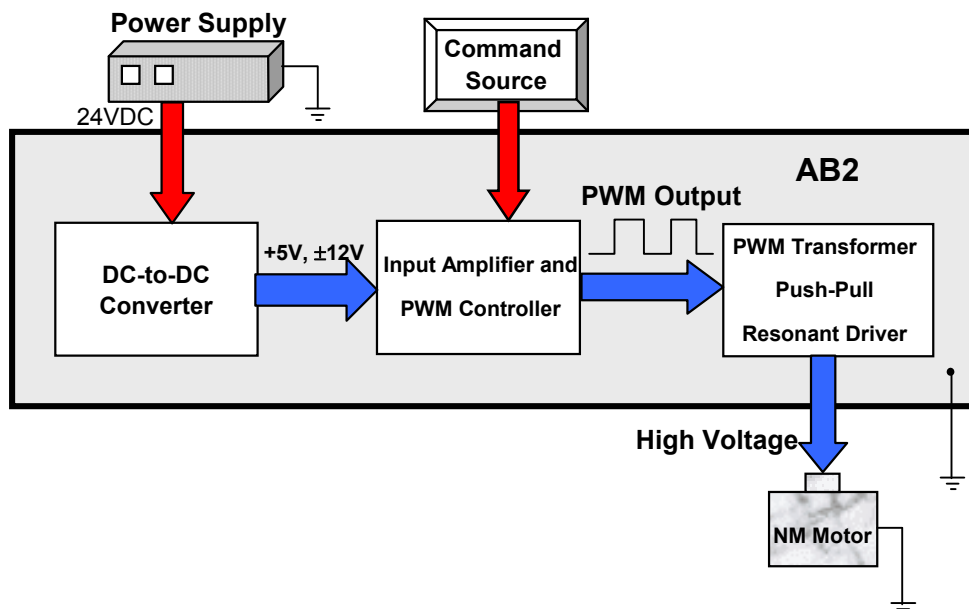 Power Supply
Command
Source
24VDC
AB2
PWM Output
DC-to-DC
Converter
+5V, ±12V
Input Amplifier and
PWM Controller
PWM Transformer
Push-Pull
Resonant Driver
High Voltage
NM Motor